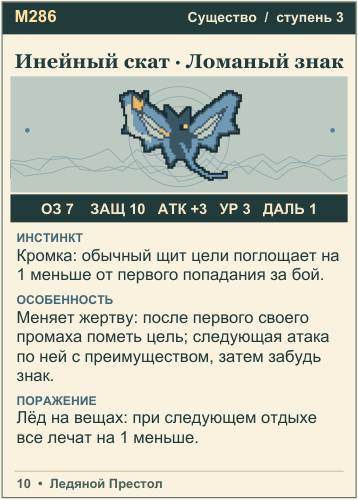 M286
Существо / ступень 3
Инейный скат · Ломаный знак
ОЗ 7 ЗАЩ 10 АТК +3 УР 3 ДАЛЬ 1
ИНСТИНКТ
Кромка: обычный щит цели поглощает на
1 меньше от первого попадания за бой.
ОСОБЕННОСТЬ
Меняет жертву: после первого своего
промаха пометь цель; следующая атака
по ней с преимуществом, затем забудь
знак.
ПОРАЖЕНИЕ
Лёд на вещах: при следующем отдыхе
все лечат на 1 меньше.
10 • Ледяной Престол